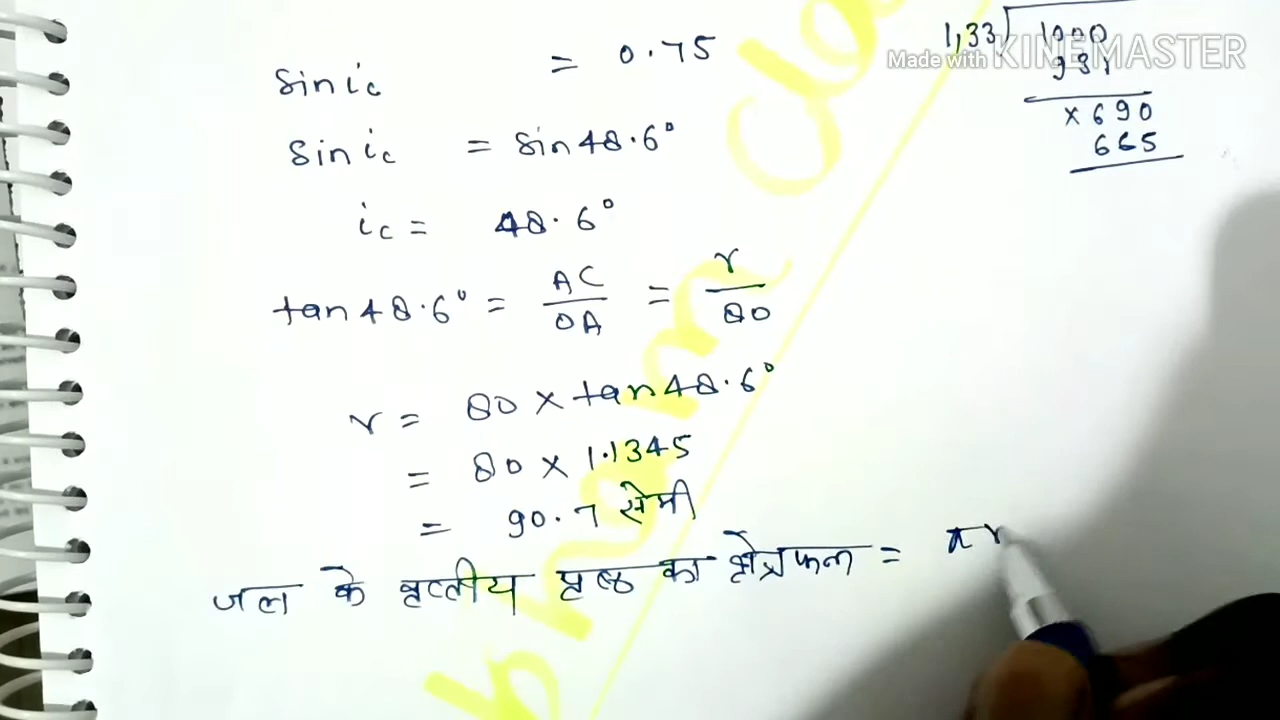 sin ic = 0.75
sin ic = sin 48.6°
ic = 48.6°
tan 48.6° = AC/OA = r/80
r = 80 × tan 48.6°
= 80 × 1.1345
= 90.7 सेमी
जल के वृत्तीय पृष्ठ का क्षेत्रफल = πr
1,33) 1000
931
×690
665
Made with KINEMASTER